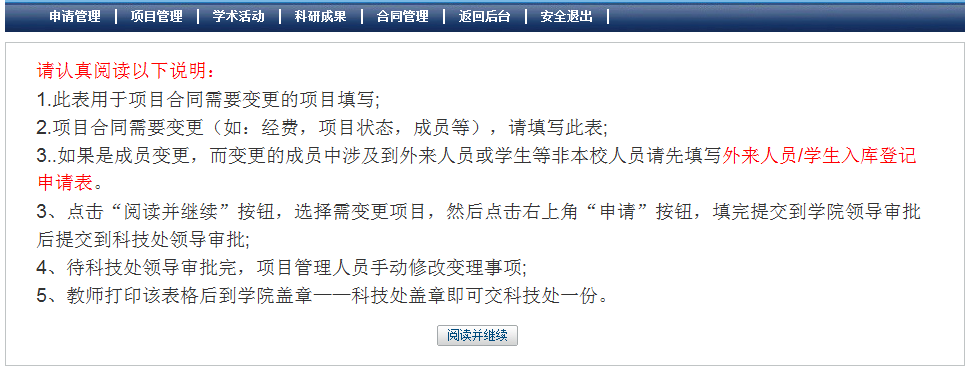 申请管理 | 项目管理 | 学术活动 | 科研成果 | 合同管理 | 返回后台 | 安全退出 |
请认真阅读以下说明：
1.此表用于项目合同需要变更的项目填写;
2.项目合同需要变更（如：经费，项目状态，成员等），请填写此表;
3..如果是成员变更，而变更的成员中涉及到外来人员或学生等非本校人员请先填写外来人员/学生入库登记
申请表。
3、点击“阅读并继续”按钮，选择需变更项目，然后点击右上角“申请”按钮，填完提交到学院领导审批
后提交到科技处领导审批;
4、待科技处领导审批完，项目管理人员手动修改变理事项;
5、教师打印该表格后到学院盖章——科技处盖章即可交科技处一份。
阅读并继续